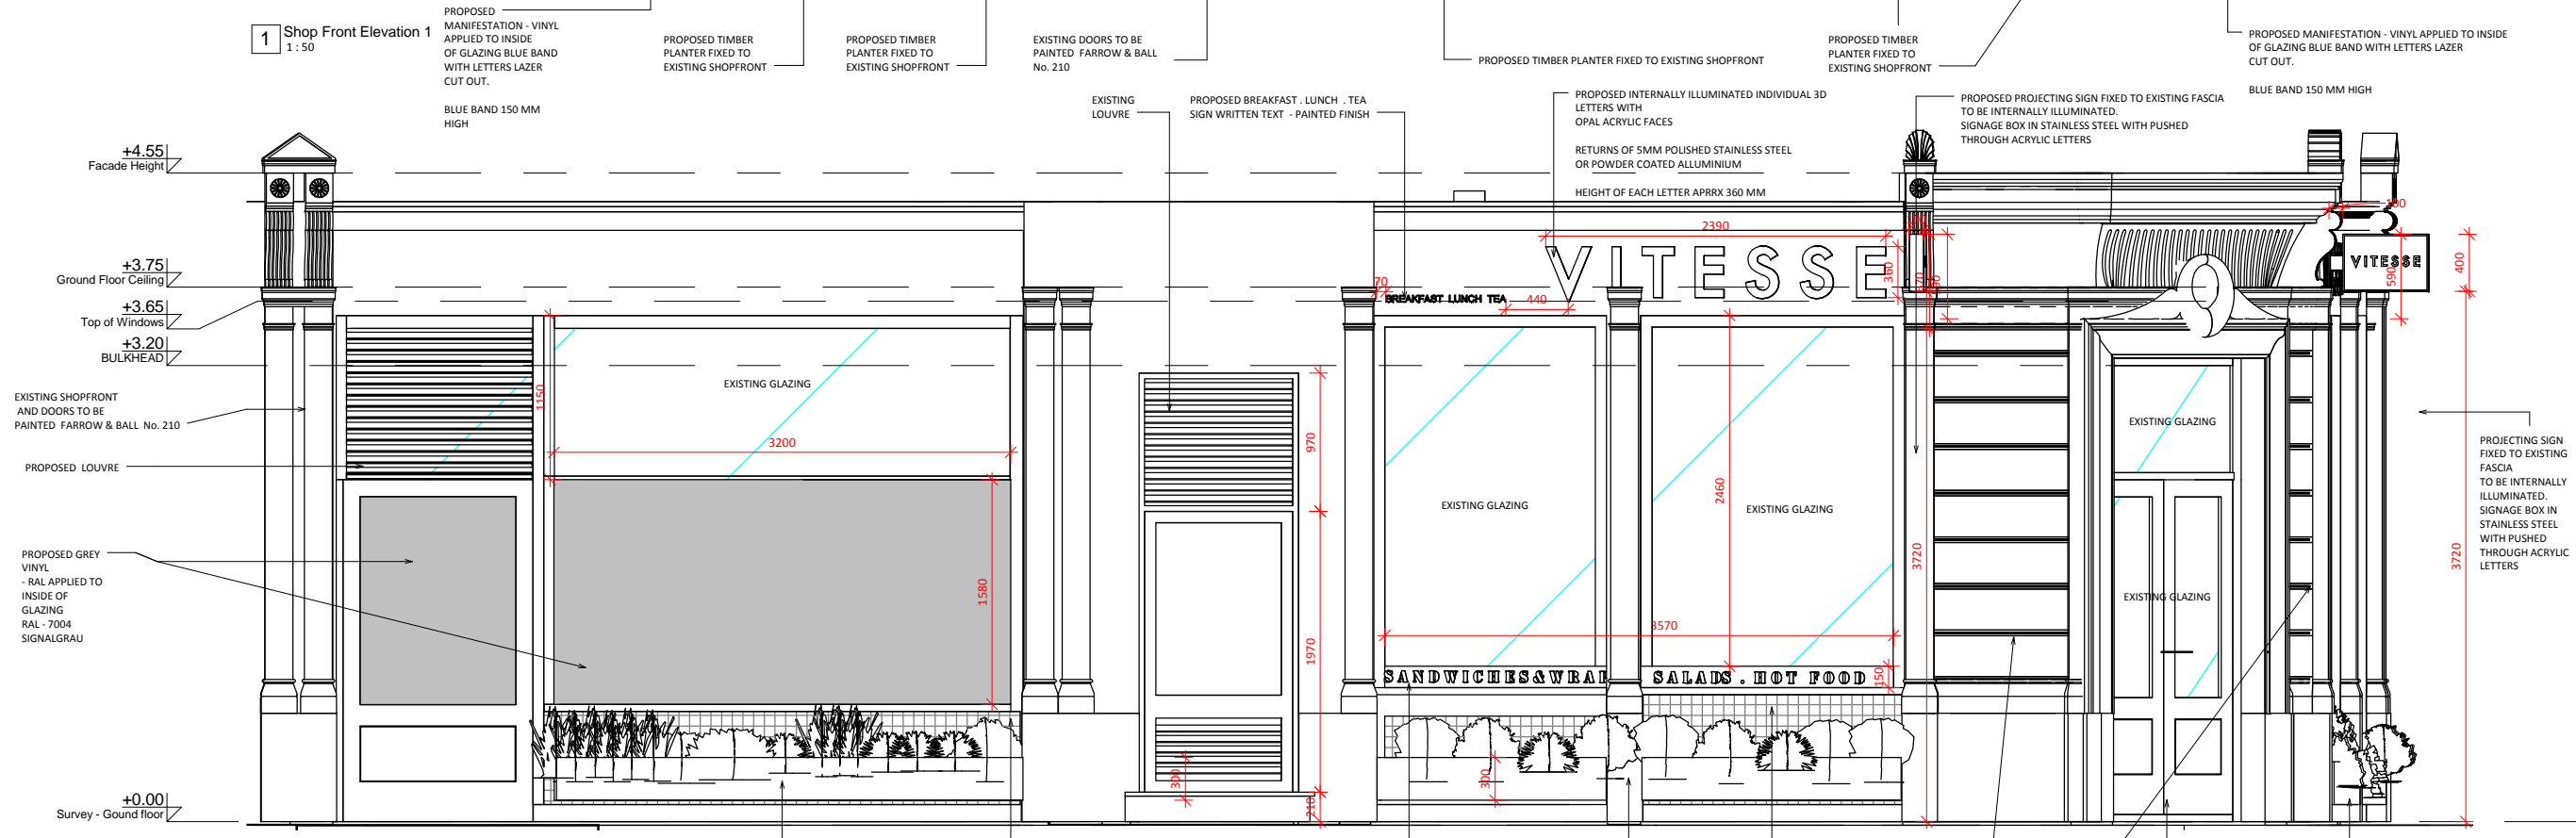 1
Shop Front Elevation 1
1 : 50
PROPOSED
MANIFESTATION - VINYL
APPLIED TO INSIDE
OF GLAZING BLUE BAND
WITH LETTERS LAZER
CUT OUT.
BLUE BAND 150 MM
HIGH
PROPOSED TIMBER
PLANTER FIXED TO
EXISTING SHOPFRONT
PROPOSED TIMBER
PLANTER FIXED TO
EXISTING SHOPFRONT
EXISTING DOORS TO BE
PAINTED FARROW & BALL
No. 210
PROPOSED TIMBER PLANTER FIXED TO EXISTING SHOPFRONT
PROPOSED TIMBER
PLANTER FIXED TO
EXISTING SHOPFRONT
PROPOSED MANIFESTATION - VINYL APPLIED TO INSIDE
OF GLAZING BLUE BAND WITH LETTERS LAZER
CUT OUT.
BLUE BAND 150 MM HIGH
EXISTING
LOUVRE
PROPOSED BREAKFAST . LUNCH . TEA
SIGN WRITTEN TEXT - PAINTED FINISH
PROPOSED INTERNALLY ILLUMINATED INDIVIDUAL 3D
LETTERS WITH
OPAL ACRYLIC FACES
RETURNS OF 5MM POLISHED STAINLESS STEEL
OR POWDER COATED ALLUMINIUM
HEIGHT OF EACH LETTER APRRX 360 MM
PROPOSED PROJECTING SIGN FIXED TO EXISTING FASCIA
TO BE INTERNALLY ILLUMINATED.
SIGNAGE BOX IN STAINLESS STEEL WITH PUSHED
THROUGH ACRYLIC LETTERS
+4.55
Facade Height
+3.75
Ground Floor Ceiling
+3.65
Top of Windows
+3.20
BULKHEAD
EXISTING SHOPFRONT
AND DOORS TO BE
PAINTED FARROW & BALL No. 210
PROPOSED LOUVRE
PROPOSED GREY
VINYL
- RAL APPLIED TO
INSIDE OF
GLAZING
RAL - 7004
SIGNALGRAU
+0.00
Survey - Gound floor
EXISTING GLAZING
1150
3200
1580
970
1970
300
210
2390
VITESSE
360
70
BREAKFAST LUNCH TEA
440
EXISTING GLAZING
EXISTING GLAZING
2460
3570
SANDWICHES&WRAP
SALADS . HOT FOOD
150
300
3720
100
VITESSE
590
400
EXISTING GLAZING
EXISTING GLAZING
3720
PROJECTING SIGN
FIXED TO EXISTING
FASCIA
TO BE INTERNALLY
ILLUMINATED.
SIGNAGE BOX IN
STAINLESS STEEL
WITH PUSHED
THROUGH ACRYLIC
LETTERS